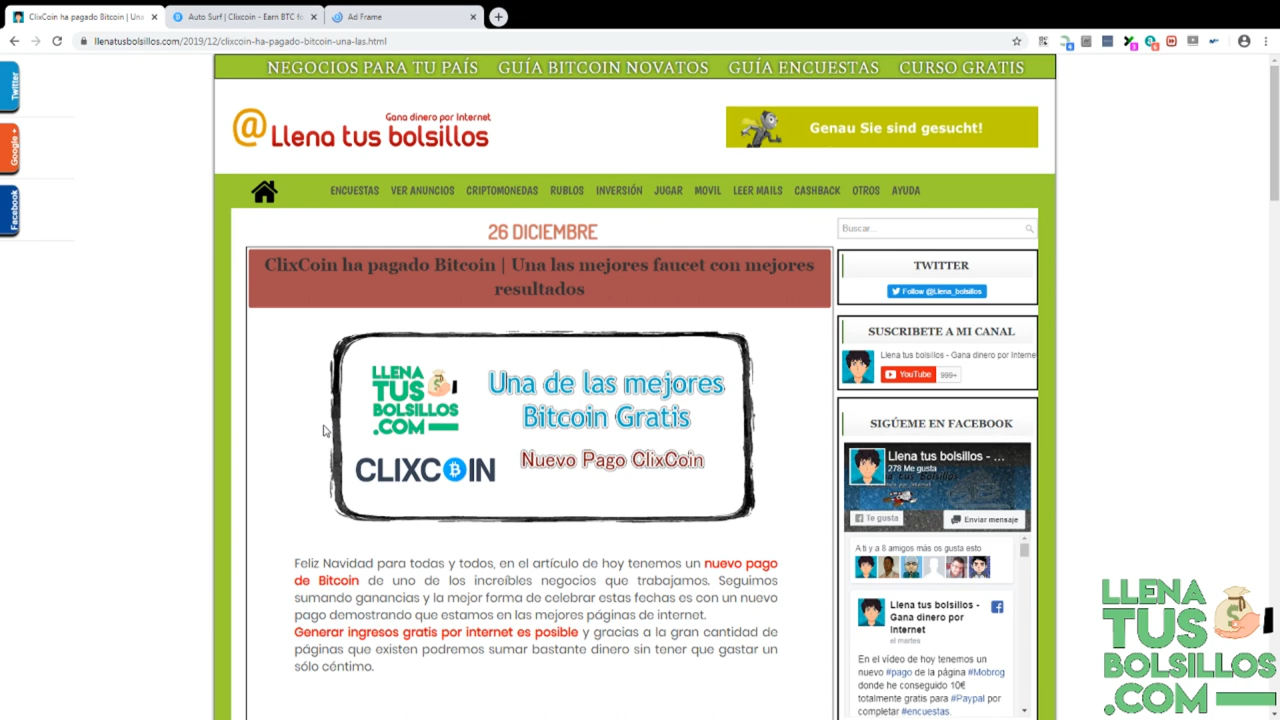 ClixCoin ha pagado Bitcoin | Una
Auto Surf | Clixcoin - Earn BTC fo
Ad Frame
llenatusbolsillos.com/2019/12/clixcoin-ha-pagado-bitcoin-una-las.html
NEGOCIOS PARA TU PAÍS GUÍA BITCOIN NOVATOS GUÍA ENCUESTAS CURSO GRATIS
Twitter
Google +
Facebook
Gana dinero por Internet
@Llena tus bolsillos
Genau Sie sind gesucht!
ENCUESTAS VER ANUNCIOS CRIPTOMONEDAS RUBLOS INVERSIÓN JUGAR MOVIL LEER MAILS CASHBACK OTROS AYUDA
26 DICIEMBRE
ClixCoin ha pagado Bitcoin | Una las mejores faucet con mejores
resultados
LLENA
TUS
BOLSILLOS
.COM
CLIXCOIN
Una de las mejores
Bitcoin Gratis
Nuevo Pago ClixCoin
Feliz Navidad para todas y todos, en el artículo de hoy tenemos un nuevo pago
de Bitcoin de uno de los increíbles negocios que trabajamos. Seguimos
sumando ganancias y la mejor forma de celebrar estas fechas es con un nuevo
pago demostrando que estamos en las mejores páginas de internet.
Generar ingresos gratis por internet es posible y gracias a la gran cantidad de
páginas que existen podremos sumar bastante dinero sin tener que gastar un
sólo céntimo.
Buscar...
TWITTER
Follow @Llena_bolsillos
SUSCRIBETE A MI CANAL
Llena tus bolsillos - Gana dinero por Interne
YouTube 999+
SIGÚEME EN FACEBOOK
Llena tus bolsillos - ...
278 Me gusta
Te gusta
Enviar mensaje
A ti y a 8 amigos más os gusta esto
Llena tus bolsillos -
Gana dinero por
Internet
el martes
En el vídeo de hoy tenemos un
nuevo #pago de la página #Mobrog
donde he conseguido 10€
totalmente gratis para #Paypal por
completar #encuestas.
LLENA
TUS
BOLSILLOS
.COM